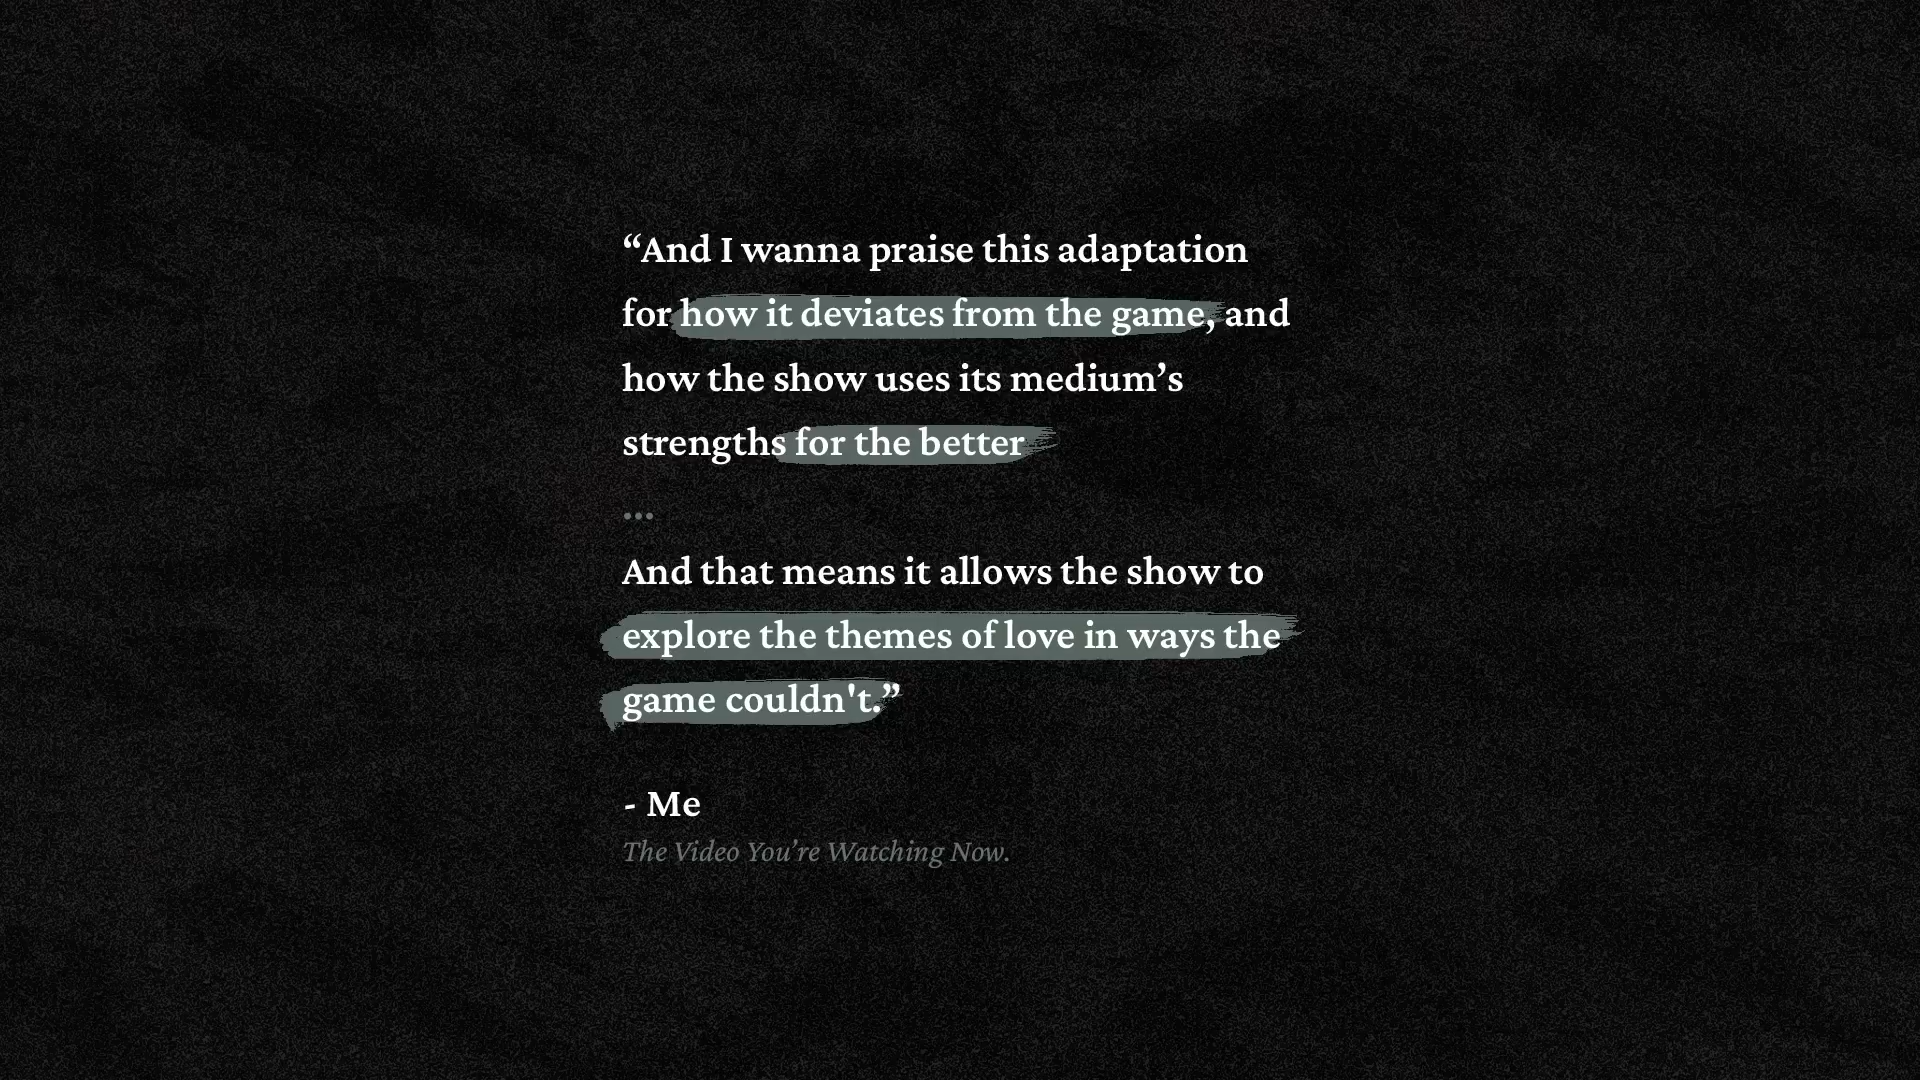 “And I wanna praise this adaptation
for how it deviates from the game, and
how the show uses its medium’s
strengths for the better
...
And that means it allows the show to
explore the themes of love in ways the
game couldn't.”
- Me
The Video You’re Watching Now.